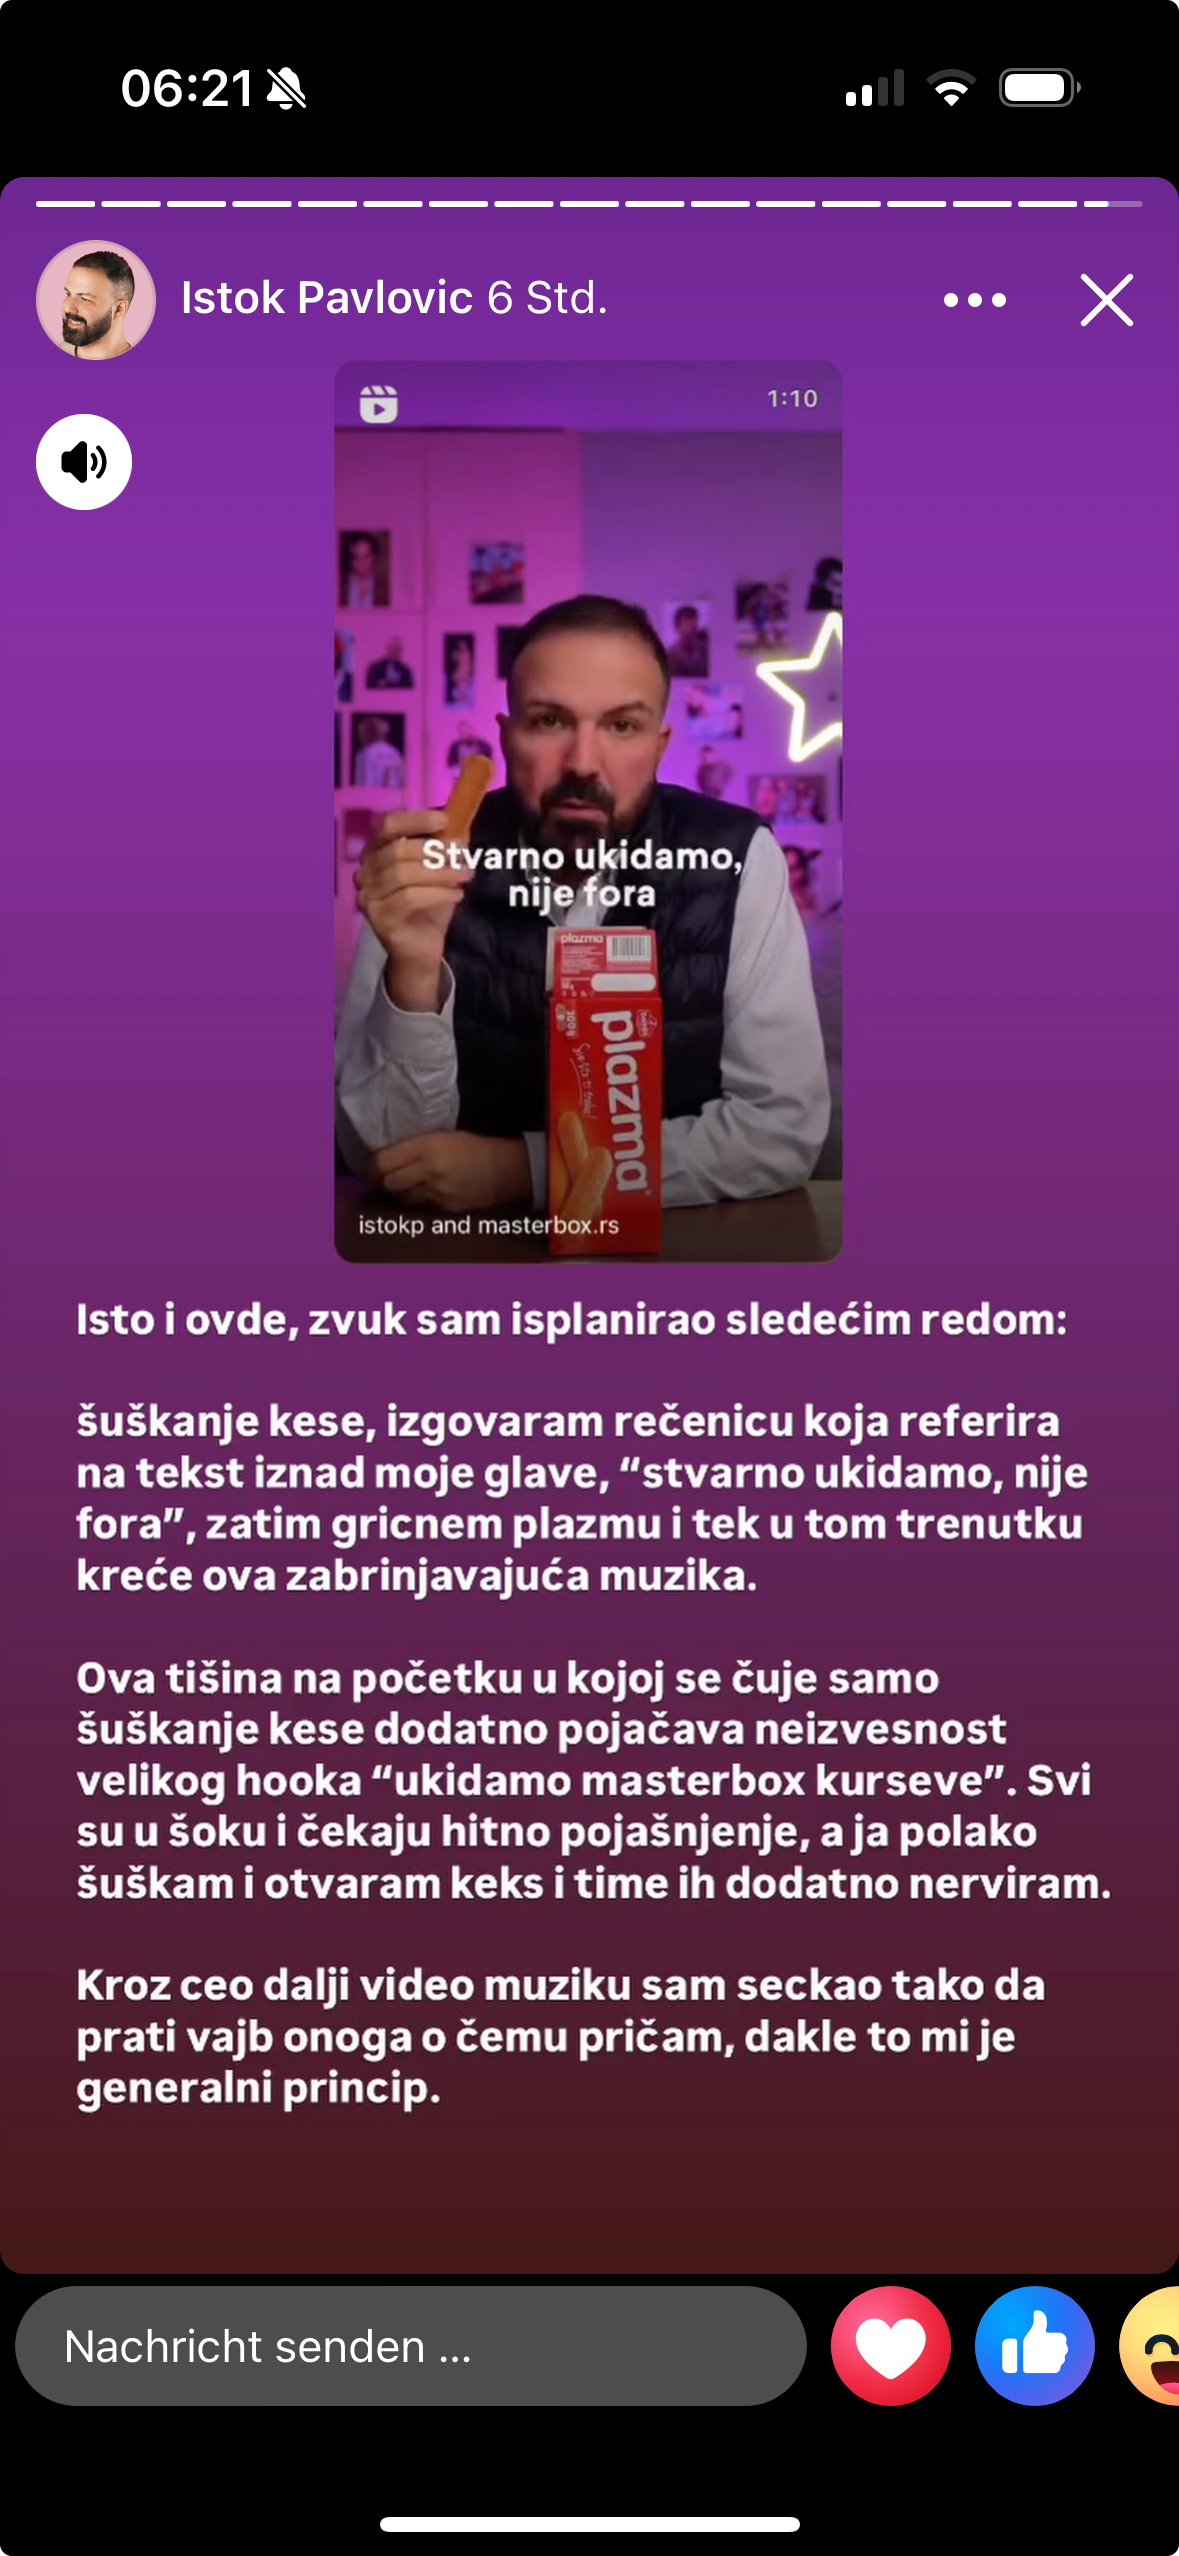 06:21
Istok Pavlovic 6 Std.
1:10
Stvarno ukidamo,
nije fora
plazma
plazma
300g
istokp and masterbox.rs
Isto i ovde, zvuk sam isplanirao sledećim redom:
šuškanje kese, izgovaram rečenicu koja referira
na tekst iznad moje glave, “stvarno ukidamo, nije
fora”, zatim gricnem plazmu i tek u tom trenutku
kreće ova zabrinjavajuća muzika.
Ova tišina na početku u kojoj se čuje samo
šuškanje kese dodatno pojačava neizvesnost
velikog hooka “ukidamo masterbox kurseve”. Svi
su u šoku i čekaju hitno pojašnjenje, a ja polako
šuškam i otvaram keks i time ih dodatno nerviram.
Kroz ceo dalji video muziku sam seckao tako da
prati vajb onoga o čemu pričam, dakle to mi je
generalni princip.
Nachricht senden ...